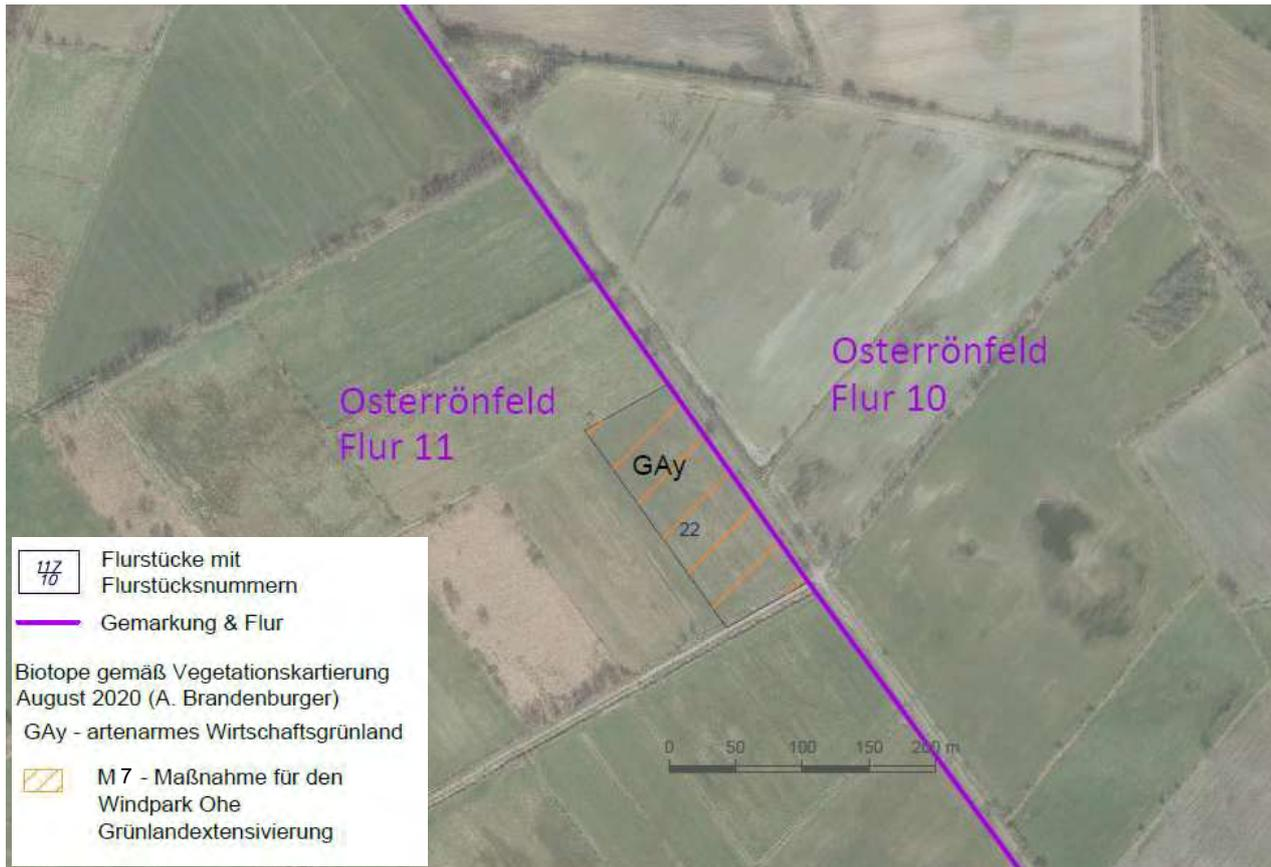 Osterrönfeld
Flur 10
Osterrönfeld
Flur 11
GAy
22
117
10
Flurstücke mit
Flurstücksnummern
Gemarkung & Flur
Biotope gemäß Vegetationskartierung
August 2020 (A. Brandenburger)
GAy - artenarmes Wirtschaftsgrünland
M7 - Maßnahme für den
Windpark Ohe
Grünlandextensivierung
0 50 100 150 200 m